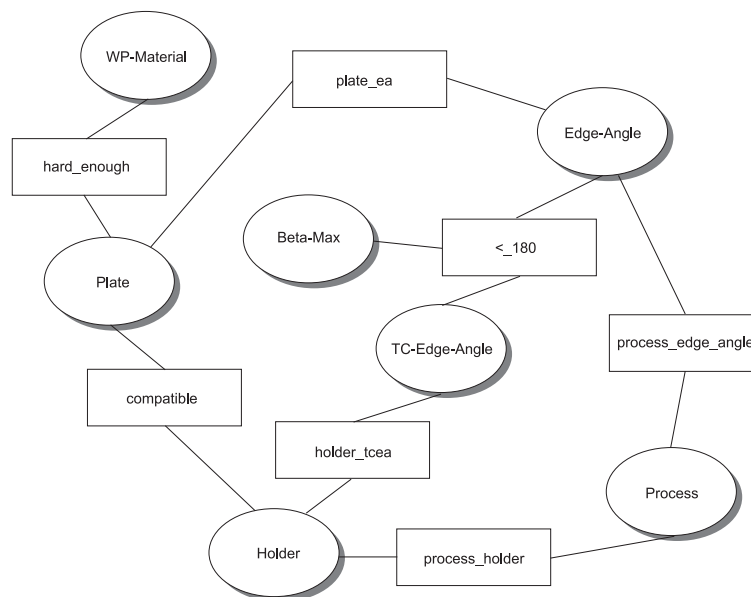 WP-Material
plate_ea
Edge-Angle
hard_enough
Beta-Max
<_180
Plate
TC-Edge-Angle
process_edge_angle
compatible
holder_tcea
Process
Holder
process_holder